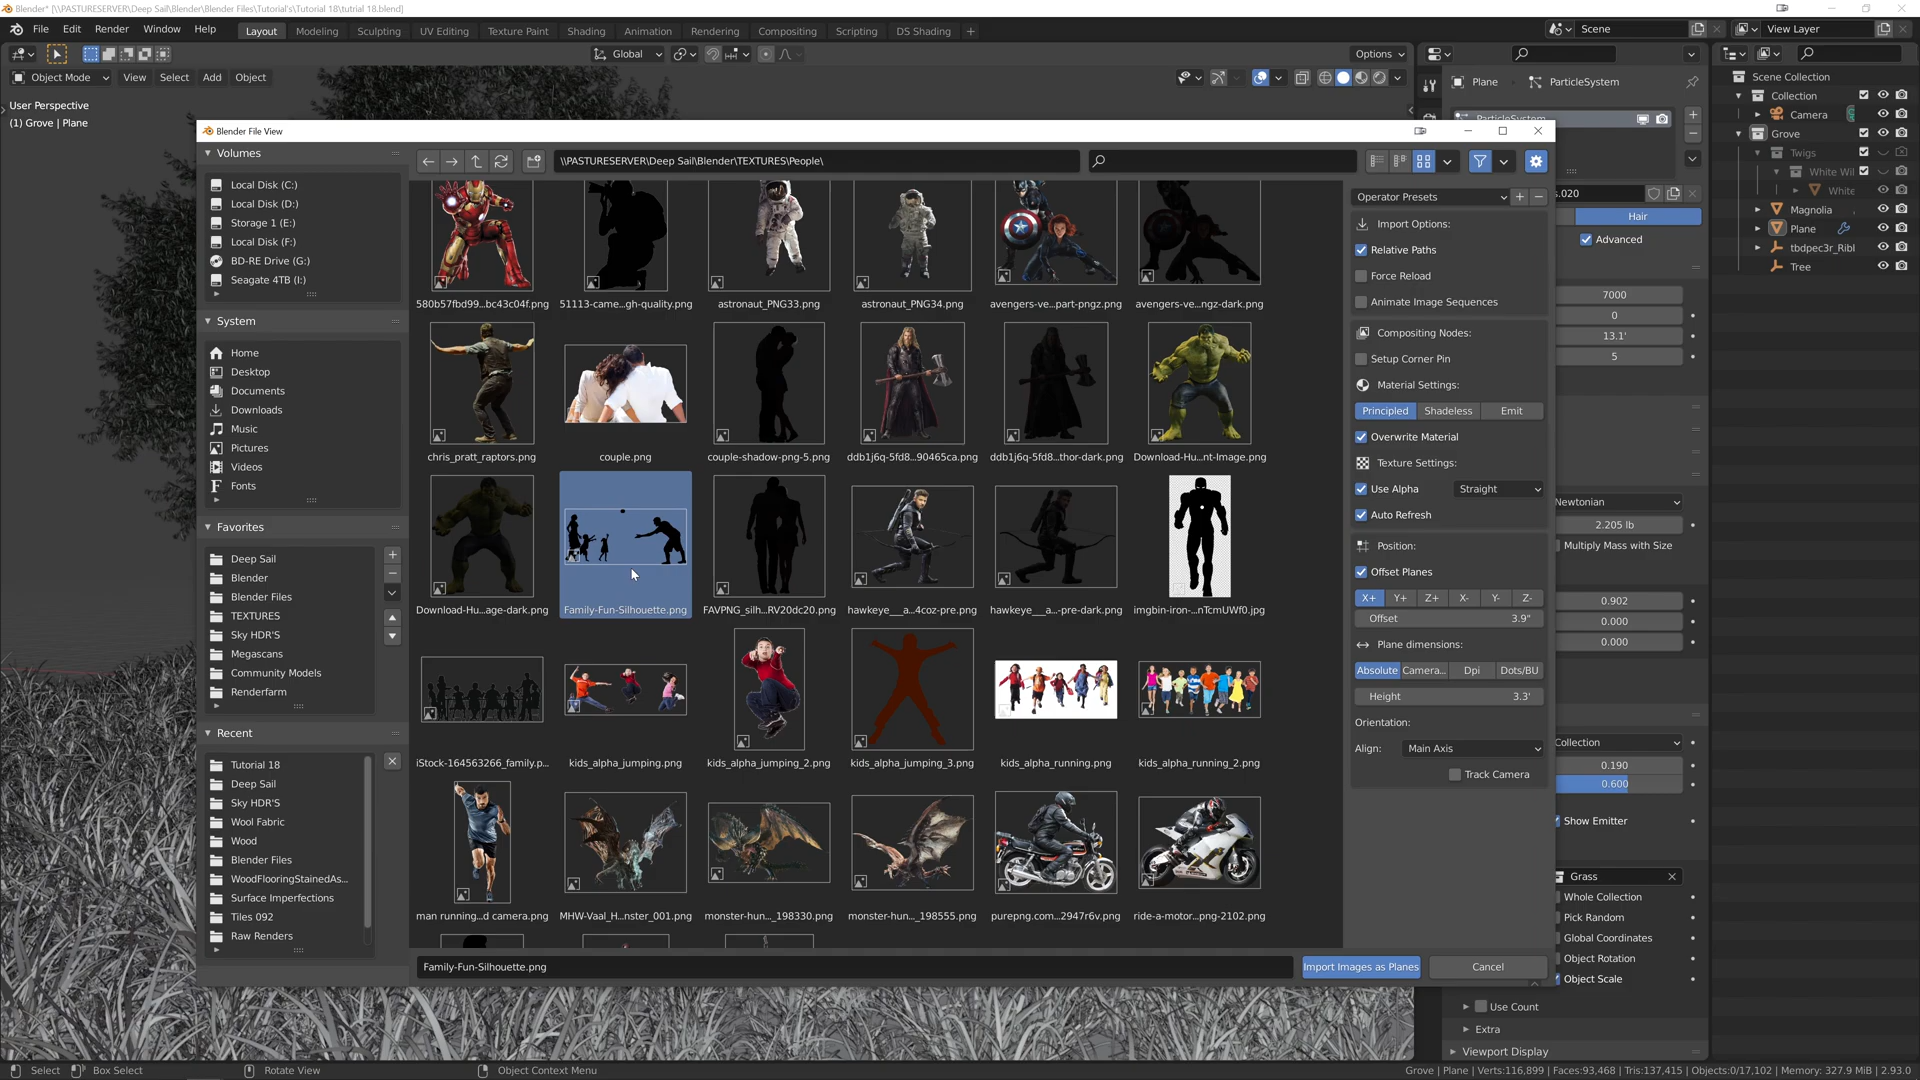 Blender* [\\PASTURESERVER\Deep Sail\Blender\Blender Files\Tutorial's\Tutorial 18\tutrial 18.blend]
File Edit Render Window Help Layout Modeling Sculpting UV Editing Texture Paint Shading Animation Rendering Compositing Scripting DS Shading + Scene View Layer
Global Options
Object Mode View Select Add Object
User Perspective
(1) Grove | Plane
Plane ParticleSystem
ParticleSystem
s.020
Hair
Advanced
7000
0
13.1'
5
Newtonian
2.205 lb
Multiply Mass with Size
0.902
0.000
0.000
Collection
0.190
0.600
Show Emitter
Grass
Whole Collection
Pick Random
Global Coordinates
Object Rotation
Object Scale
Use Count
Extra
Viewport Display
Scene Collection
Collection
Camera
Grove
Twigs
White Wil
White
Magnolia
Plane
tbdpec3r_Ribl
Tree
Blender File View
Volumes
Local Disk (C:)
Local Disk (D:)
Storage 1 (E:)
Local Disk (F:)
BD-RE Drive (G:)
Seagate 4TB (I:)
System
Home
Desktop
Documents
Downloads
Music
Pictures
Videos
Fonts
Favorites
Deep Sail
Blender
Blender Files
TEXTURES
Sky HDR'S
Megascans
Community Models
Renderfarm
Recent
Tutorial 18
Deep Sail
Sky HDR'S
Wool Fabric
Wood
Blender Files
WoodFlooringStainedAs...
Surface Imperfections
Tiles 092
Raw Renders
\\PASTURESERVER\Deep Sail\Blender\TEXTURES\People\
580b57fbd99...bc43c04f.png 51113-came...gh-quality.png astronaut_PNG33.png astronaut_PNG34.png avengers-ve...part-pngz.png avengers-ve...ngz-dark.png
chris_pratt_raptors.png couple.png couple-shadow-png-5.png ddb1j6q-5fd8...90465ca.png ddb1j6q-5fd8...thor-dark.png Download-Hu...nt-Image.png
Download-Hu...age-dark.png Family-Fun-Silhouette.png FAVPNG_silh...RV20dc20.png hawkeye___a...4coz-pre.png hawkeye___a...-pre-dark.png imgbin-iron-...nTcmUWf0.jpg
iStock-164563266_family.p... kids_alpha_jumping.png kids_alpha_jumping_2.png kids_alpha_jumping_3.png kids_alpha_running.png kids_alpha_running_2.png
man running...d camera.png MHW-Vaal_H...nster_001.png monster-hun..._198330.png monster-hun..._198555.png purepng.com...2947r6v.png ride-a-motor...png-2102.png
Family-Fun-Silhouette.png
Import Images as Planes Cancel
Operator Presets
Import Options:
Relative Paths
Force Reload
Animate Image Sequences
Compositing Nodes:
Setup Corner Pin
Material Settings:
Principled Shadeless Emit
Overwrite Material
Texture Settings:
Use Alpha Straight
Auto Refresh
Position:
Offset Planes
X+ Y+ Z+ X- Y- Z-
Offset 3.9"
Plane dimensions:
Absolute Camera... Dpi Dots/BU
Height 3.3'
Orientation:
Align: Main Axis
Track Camera
Select Box Select Rotate View Object Context Menu
Grove | Plane | Verts:116,899 | Faces:93,468 | Tris:137,415 | Objects:0/17,102 | Memory: 327.9 MiB | 2.93.0